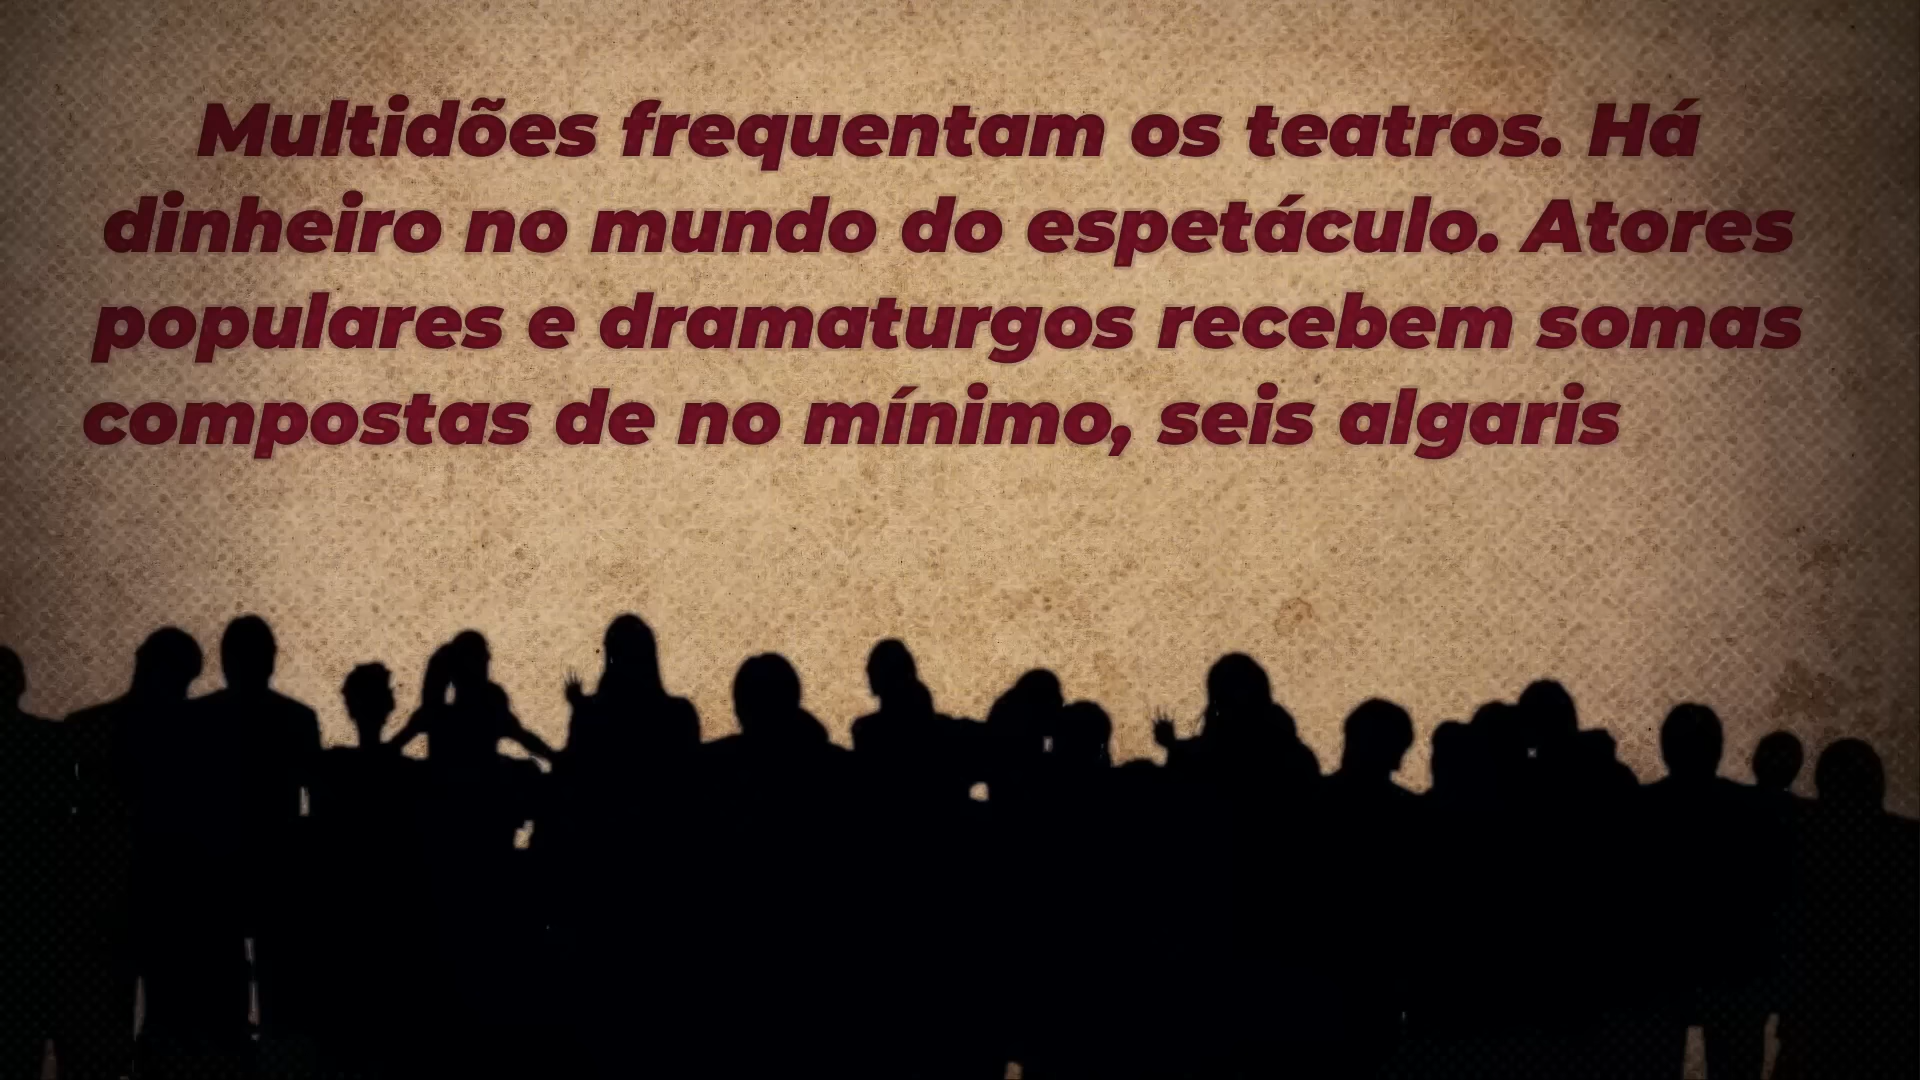 Multidões frequentam os teatros. Há
dinheiro no mundo do espetáculo. Atores
populares e dramaturgos recebem somas
compostas de no mínimo, seis algaris